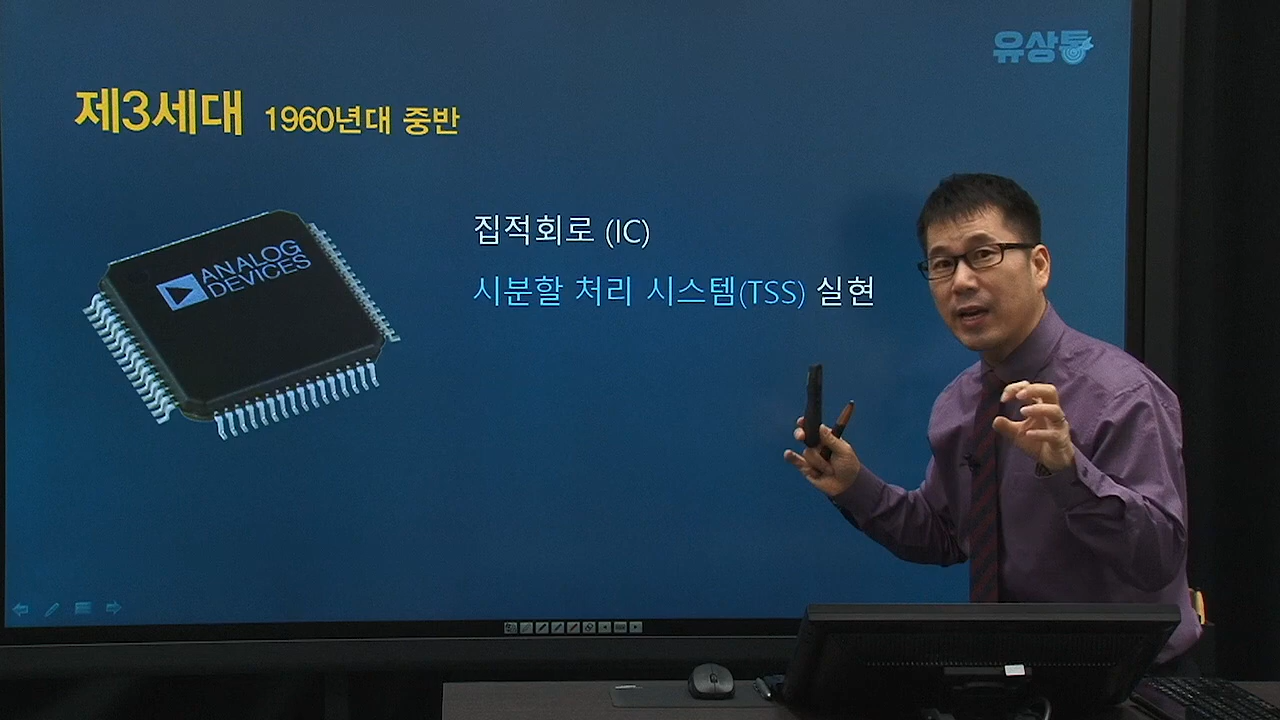 유상통
제3세대 1960년대 중반
집적회로 (IC)
시분할 처리 시스템(TSS) 실현
ANALOG
DEVICES